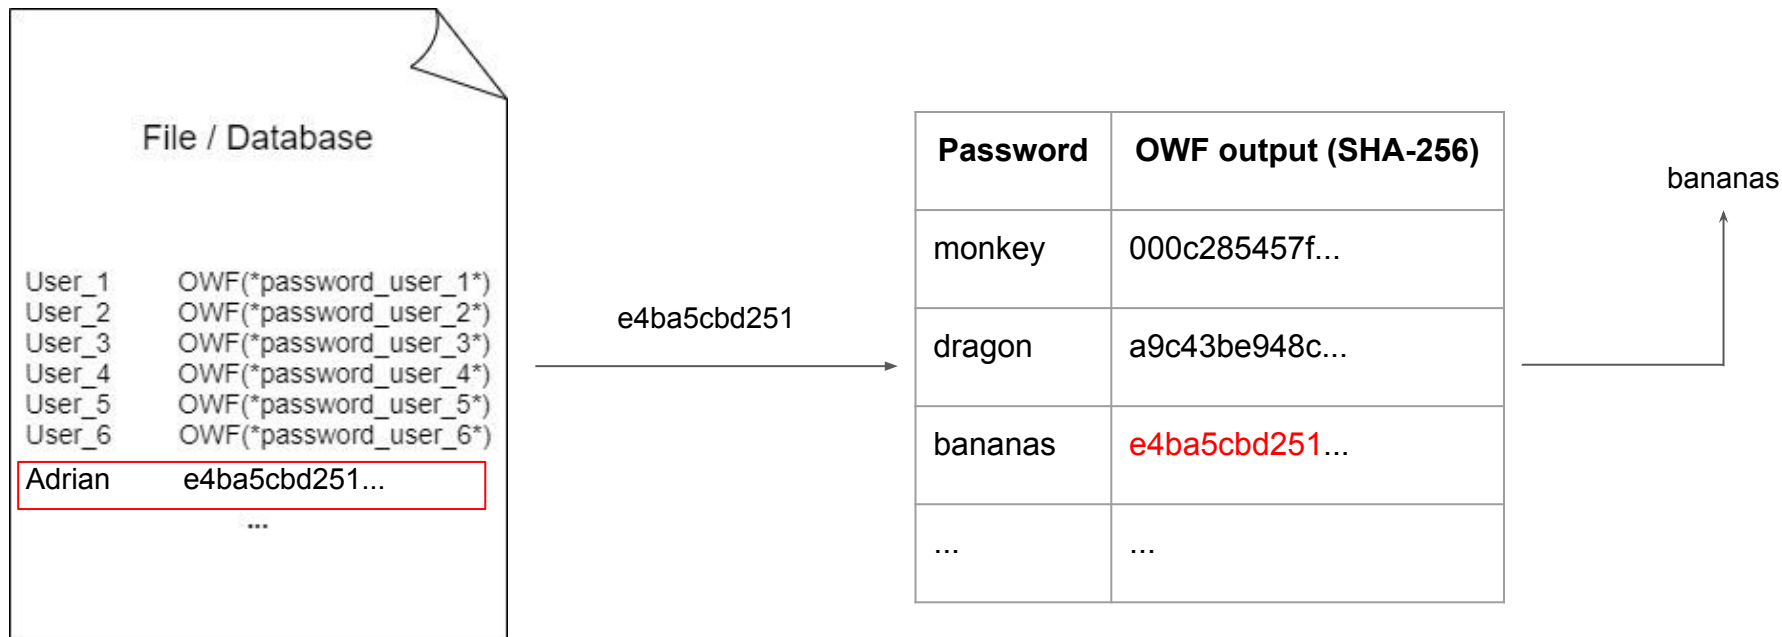 File / Database
User_1 OWF(*password_user_1*)
User_2 OWF(*password_user_2*)
User_3 OWF(*password_user_3*)
User_4 OWF(*password_user_4*)
User_5 OWF(*password_user_5*)
User_6 OWF(*password_user_6*)
Adrian e4ba5cbd251...
...
e4ba5cbd251
Password OWF output (SHA-256)
monkey 000c285457f...
dragon a9c43be948c...
bananas e4ba5cbd251...
... ...
bananas